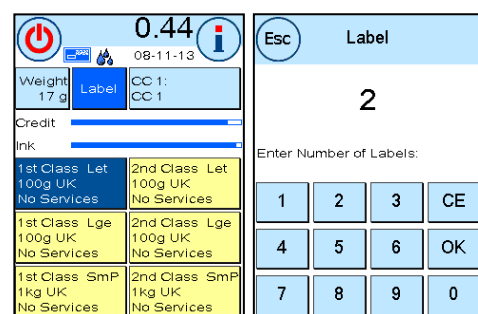 0.44
08-11-13
Weight
17 g
Label
CC 1:
CC 1
Credit
Ink
1st Class Let
100g UK
No Services
2nd Class Let
100g UK
No Services
1st Class Lge
100g UK
No Services
2nd Class Lge
100g UK
No Services
1st Class SmP
1kg UK
No Services
2nd Class SmP
1kg UK
No Services
Esc
Label
2
Enter Number of Labels:
1 2 3 CE
4 5 6 OK
7 8 9 0